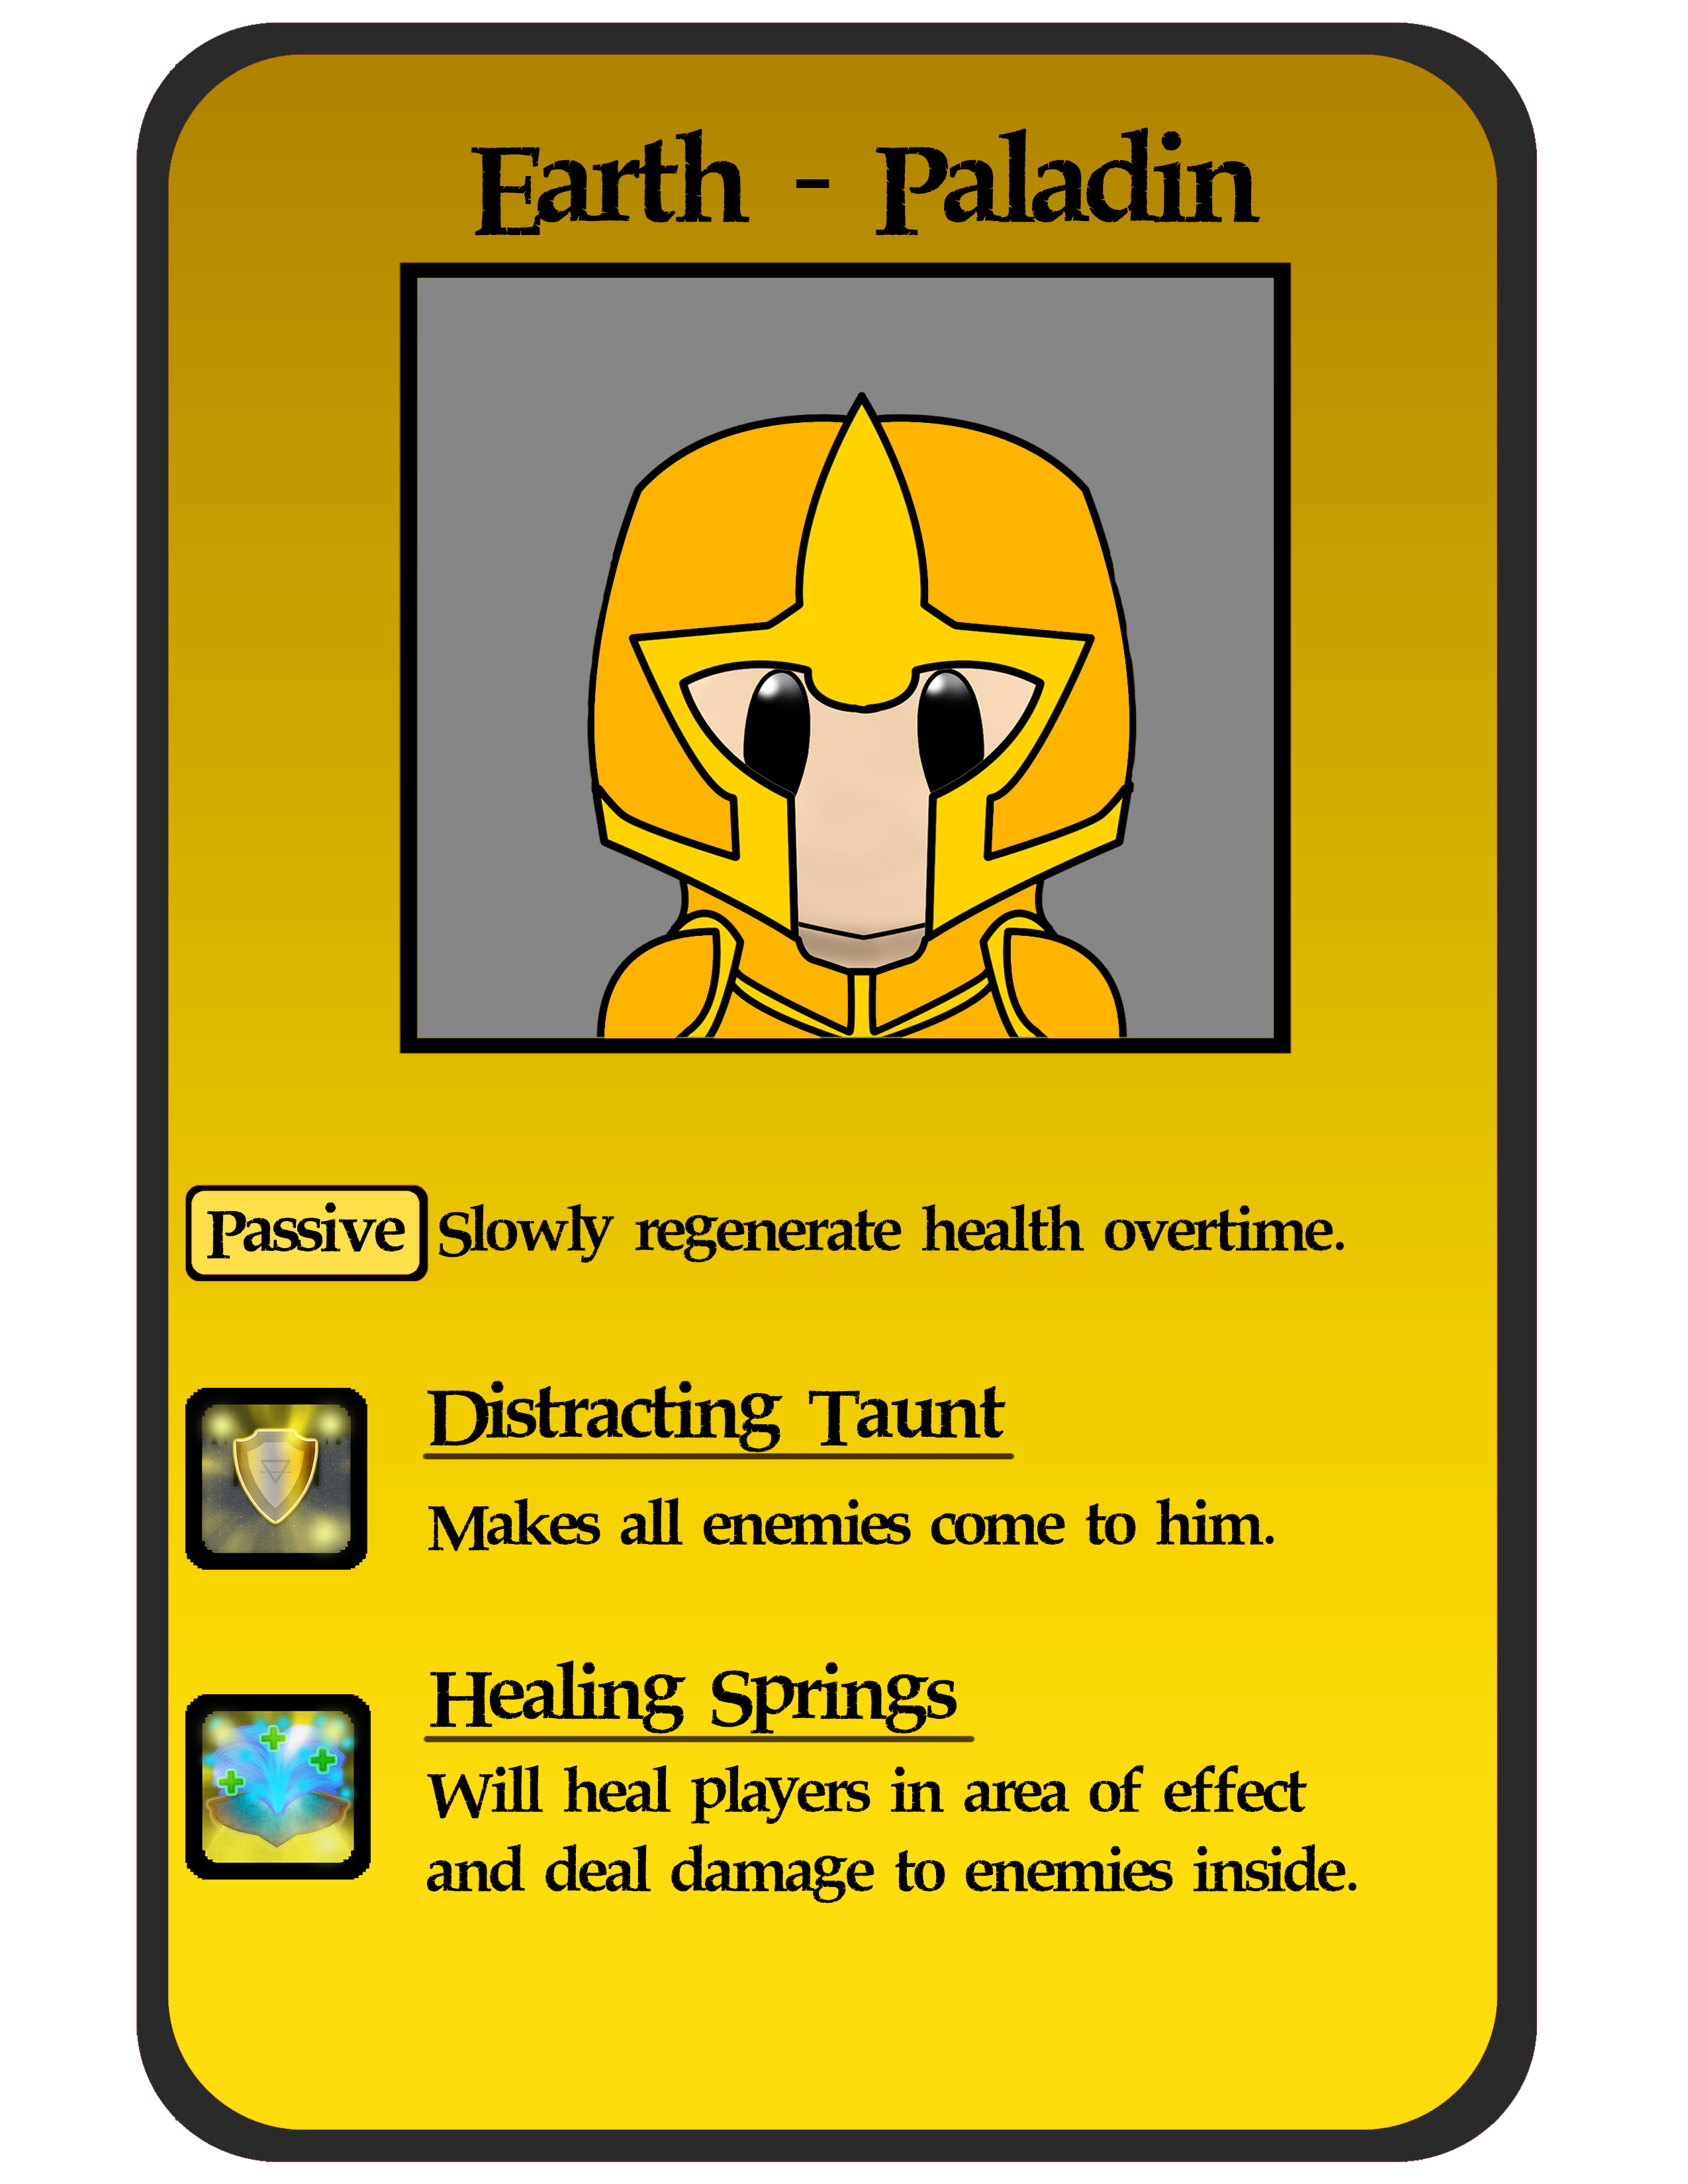 Earth - Paladin
Passive Slowly regenerate health overtime.
Distracting Taunt
Makes all enemies come to him.
Healing Springs
Will heal players in area of effect
and deal damage to enemies inside.